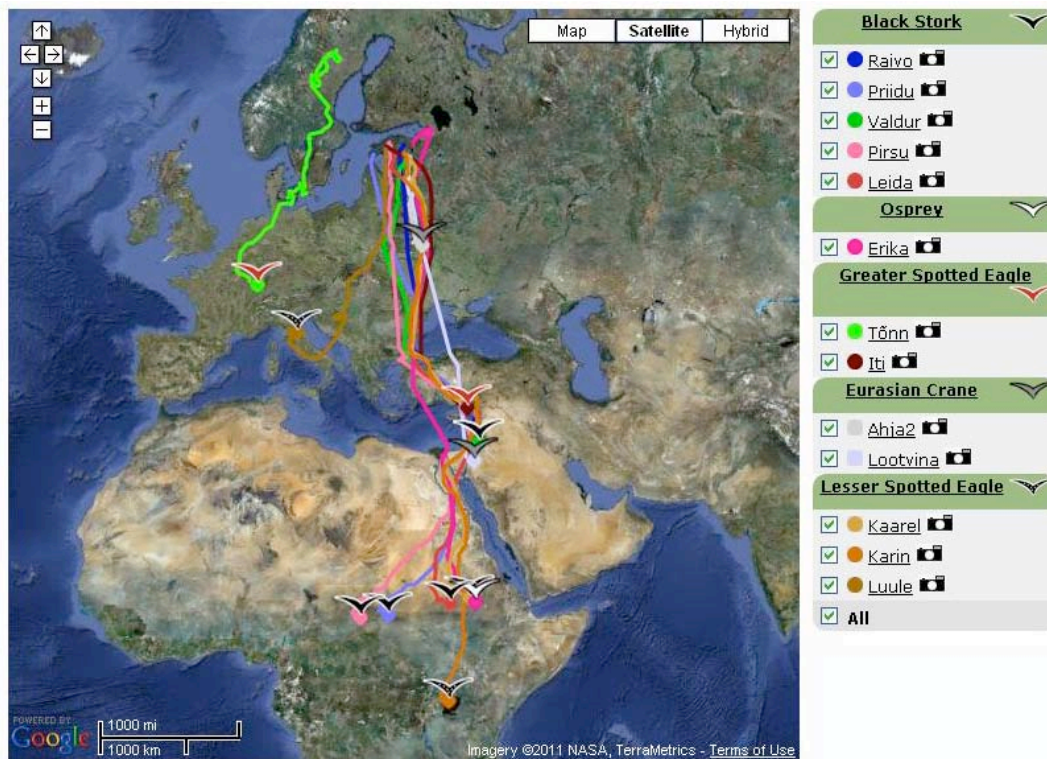 Map
Satellite
Hybrid
POWERED BY
Google
1000 mi
1000 km
Imagery ©2011 NASA, TerraMetrics - Terms of Use
Black Stork
Raivo
Priidu
Valdur
Pirsu
Leida
Osprey
Erika
Greater Spotted Eagle
Tõnn
Iti
Eurasian Crane
Ahja2
Lootvina
Lesser Spotted Eagle
Kaarel
Karin
Luule
All